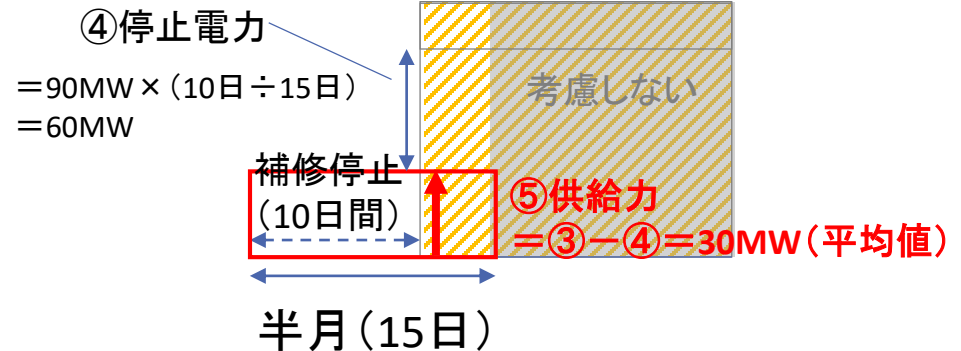 ④停止電力
＝90MW×（10日÷15日）
＝60MW
考慮しない
補修停止
（10日間）
⑤供給力
＝③－④＝30MW（平均値）
半月（15日）